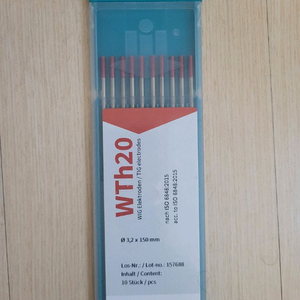 WTh20
WIG Elektroden / TIG electrodes
nach ISO 6848:2015
acc. to ISO 6848:2015
Ø 3,2 x 150 mm
Los-Nr.: / Lot-no.: 157688
Inhalt / Content:
10 Stück / pcs